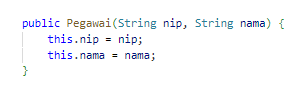 public Pegawai(String nip, String nama) {
    this.nip = nip;
    this.nama = nama;
}